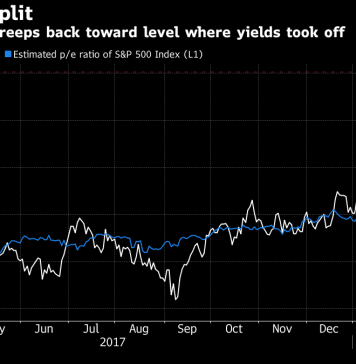 plit
reeps back toward level where yields took off
Estimated p/e ratio of S&P 500 Index (L1)
y Jun Jul Aug Sep Oct Nov Dec
2017